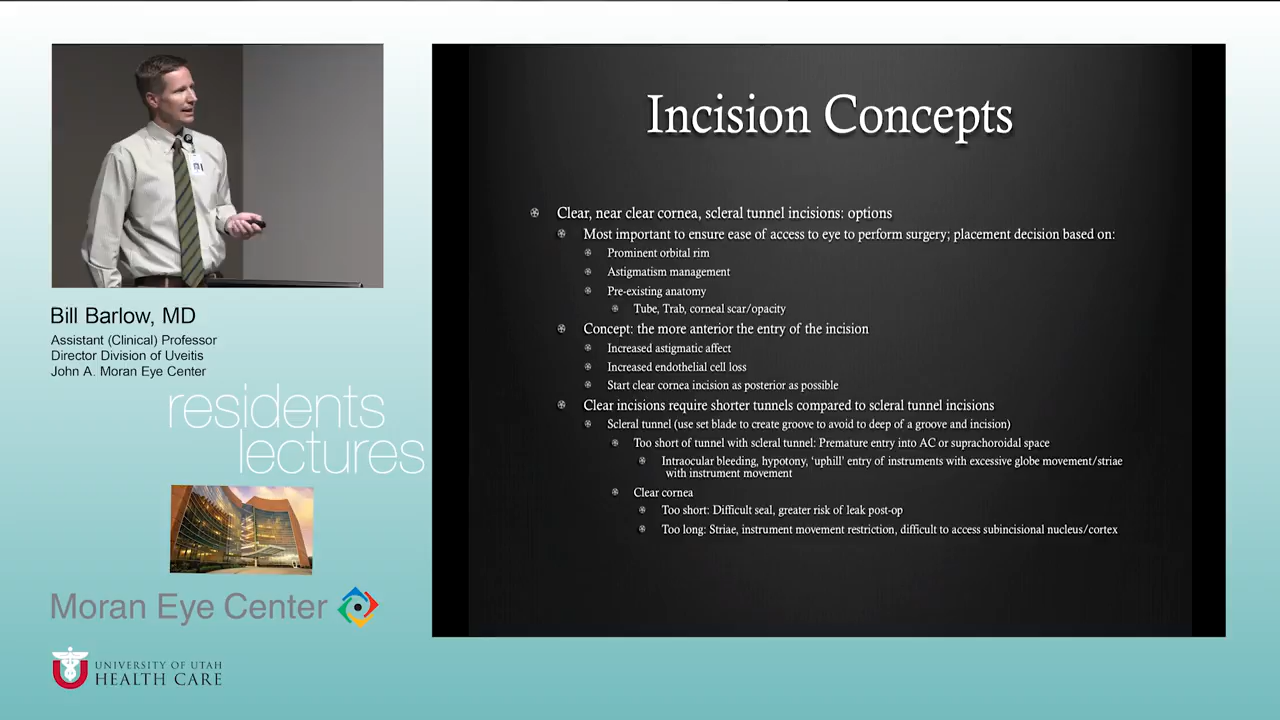 Incision Concepts
Clear, near clear cornea, scleral tunnel incisions: options
Most important to ensure ease of access to eye to perform surgery; placement decision based on:
Prominent orbital rim
Astigmatism management
Pre-existing anatomy
Tube, Trab, corneal scar/opacity
Concept: the more anterior the entry of the incision
Increased astigmatic affect
Increased endothelial cell loss
Start clear cornea incision as posterior as possible
Clear incisions require shorter tunnels compared to scleral tunnel incisions
Scleral tunnel (use set blade to create groove to avoid to deep of a groove and incision)
Too short of tunnel with scleral tunnel: Premature entry into AC or suprachoroidal space
Intraocular bleeding, hypotony, ‘uphill’ entry of instruments with excessive globe movement/striae
with instrument movement
Clear cornea
Too short: Difficult seal, greater risk of leak post-op
Too long: Striae, instrument movement restriction, difficult to access subincisional nucleus/cortex
Bill Barlow, MD
Assistant (Clinical) Professor
Director Division of Uveitis
John A. Moran Eye Center
residents
lectures
Moran Eye Center
UNIVERSITY OF UTAH
HEALTH CARE